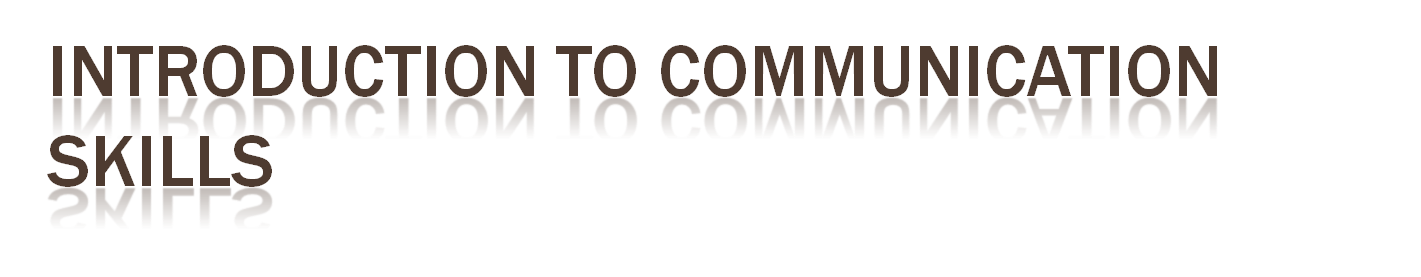 INTRODUCTION TO COMMUNICATION
SKILLS